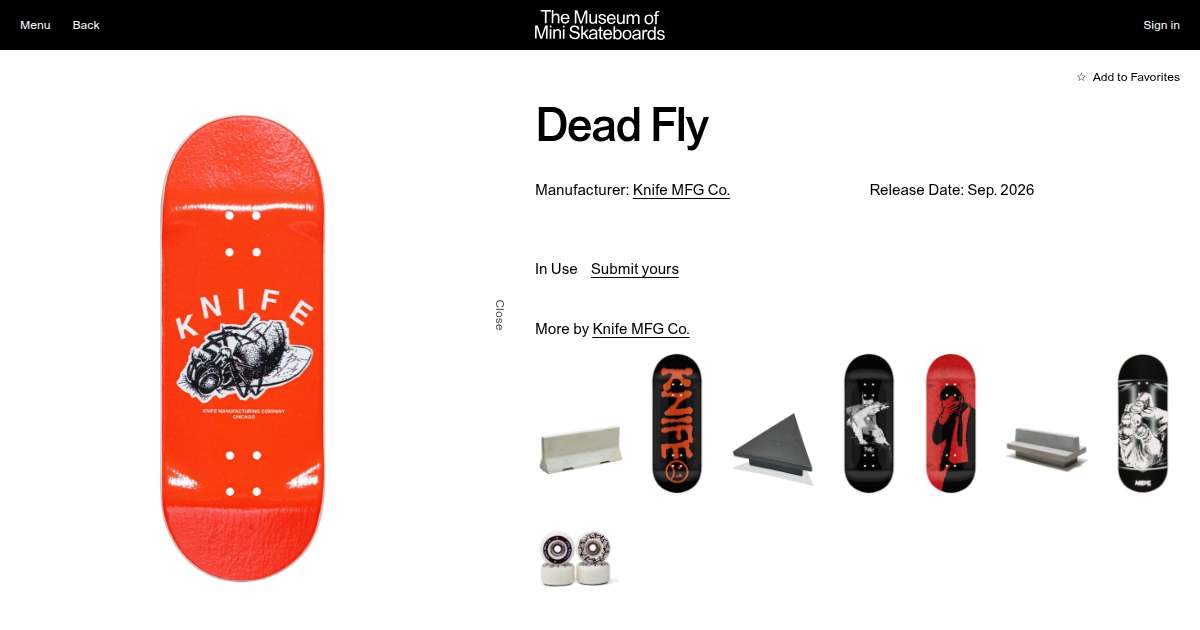 Menu
Back
The Museum of
Mini Skateboards
Sign in
☆ Add to Favorites
Dead Fly
Manufacturer: Knife MFG Co.
Release Date: Sep. 2026
In Use
Submit yours
Close
More by Knife MFG Co.
KNIFE
KNIFE MANUFACTURING COMPANY
CHICAGO
KNIFE